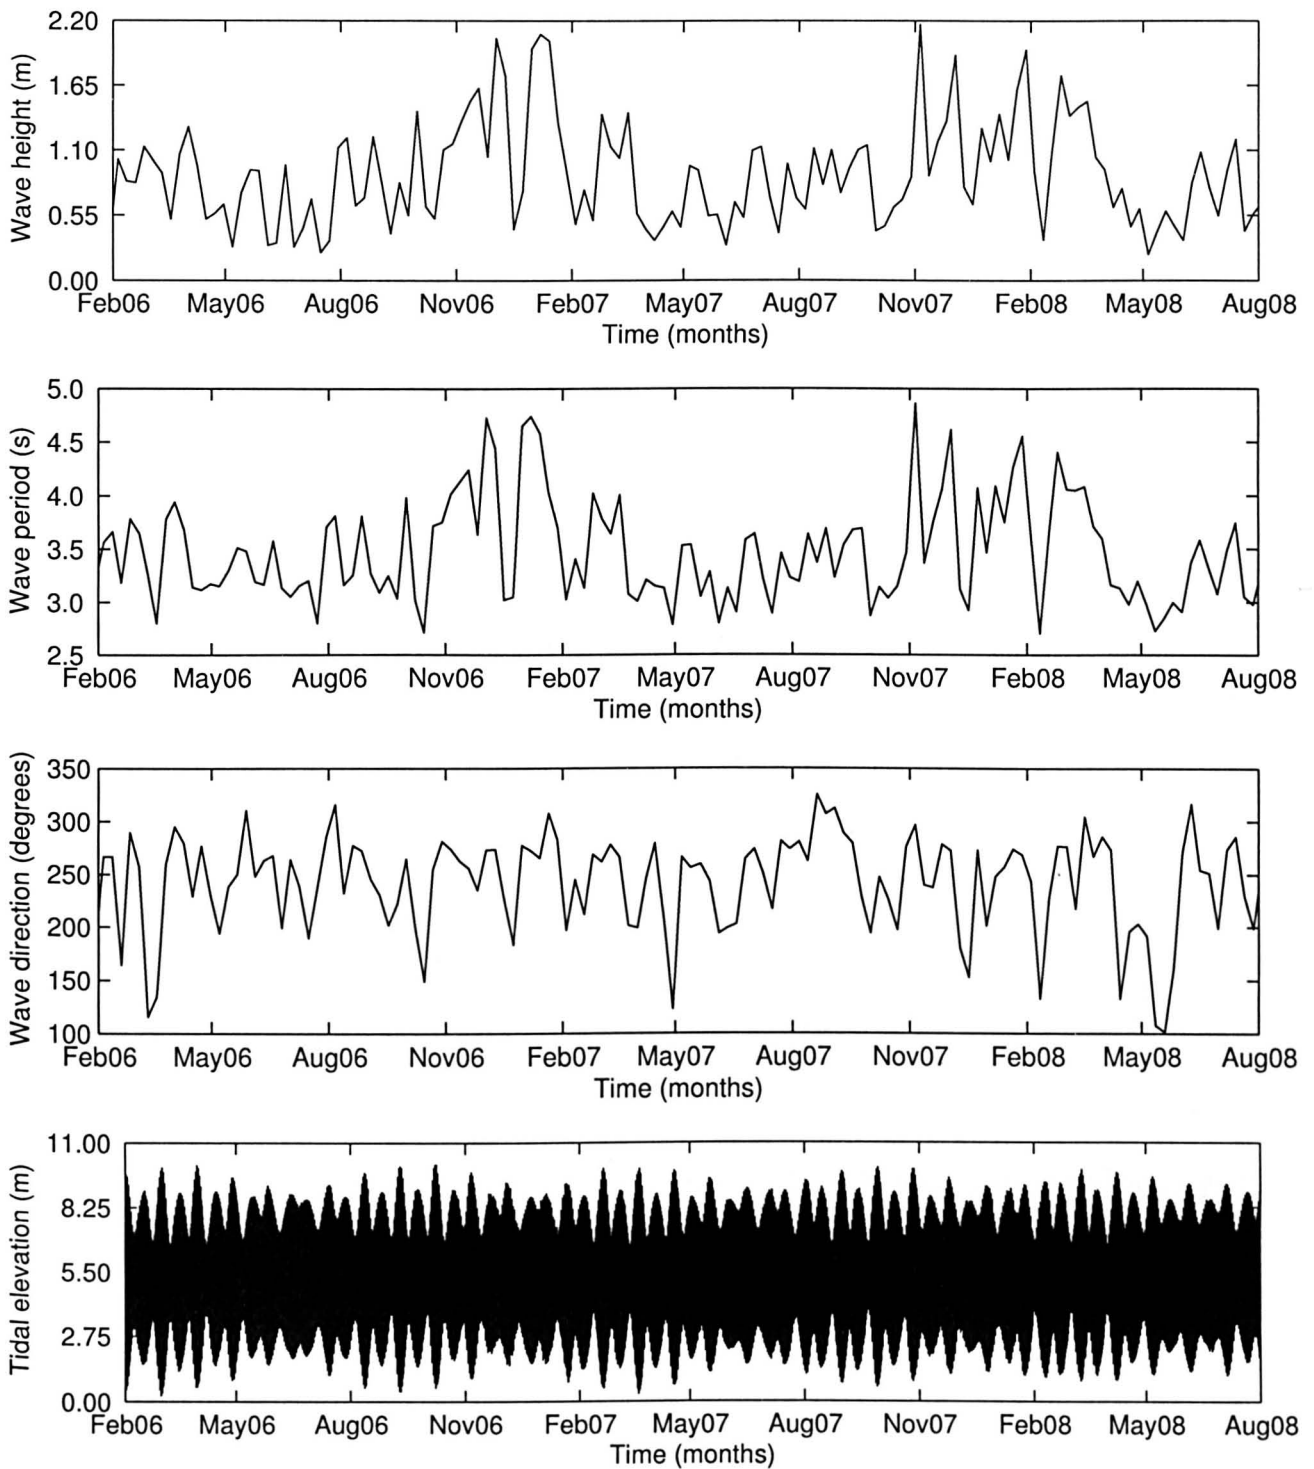 Wave height (m)
2.20
1.65
1.10
0.55
0.00
Feb06 May06 Aug06 Nov06 Feb07 May07 Aug07 Nov07 Feb08 May08 Aug08
Time (months)
Wave period (s)
5.0
4.5
4.0
3.5
3.0
2.5
Feb06 May06 Aug06 Nov06 Feb07 May07 Aug07 Nov07 Feb08 May08 Aug08
Time (months)
Wave direction (degrees)
350
300
250
200
150
100
Feb06 May06 Aug06 Nov06 Feb07 May07 Aug07 Nov07 Feb08 May08 Aug08
Time (months)
Tidal elevation (m)
11.00
8.25
5.50
2.75
0.00
Feb06 May06 Aug06 Nov06 Feb07 May07 Aug07 Nov07 Feb08 May08 Aug08
Time (months)